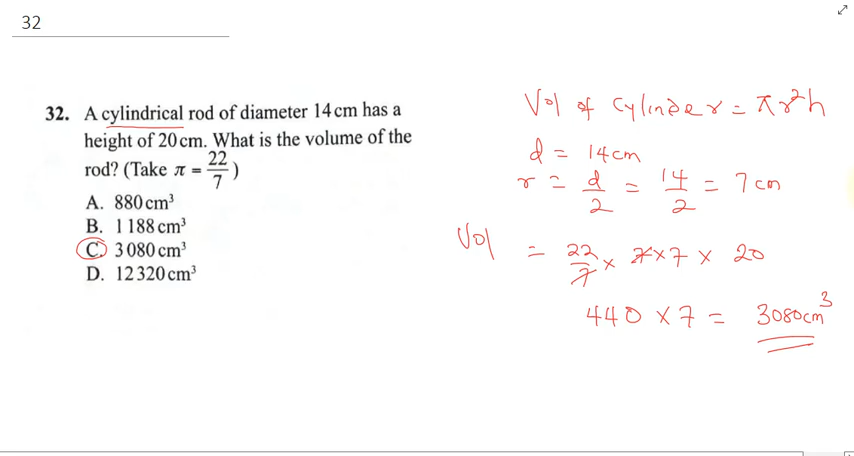 32
32. A cylindrical rod of diameter 14 cm has a
height of 20 cm. What is the volume of the
rod? (Take π = 22/7)
A. 880 cm³
B. 1 188 cm³
C. 3 080 cm³
D. 12 320 cm³
Vol of Cylinder = πr²h
d = 14cm
r = d/2 = 14/2 = 7cm
Vol = 22/7 × 7×7 × 20
440 × 7 = 3080cm³